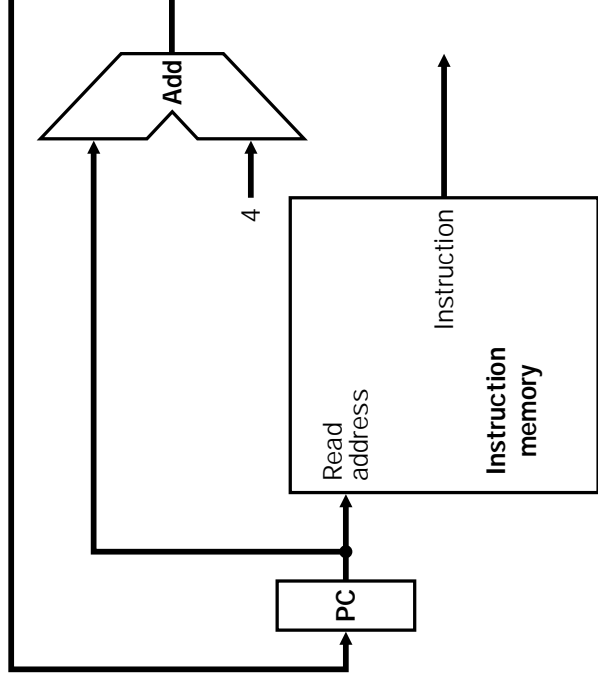 Add
4
PC
Read
address
Instruction
Instruction
memory